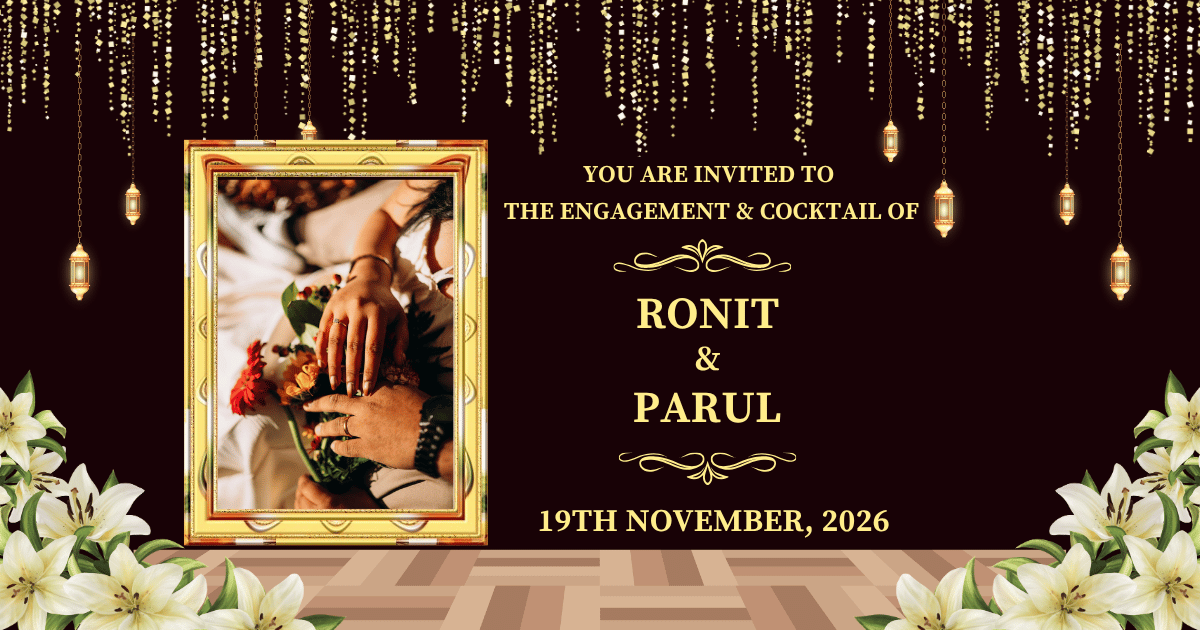 YOU ARE INVITED TO
THE ENGAGEMENT & COCKTAIL OF
RONIT
&
PARUL
19TH NOVEMBER, 2026